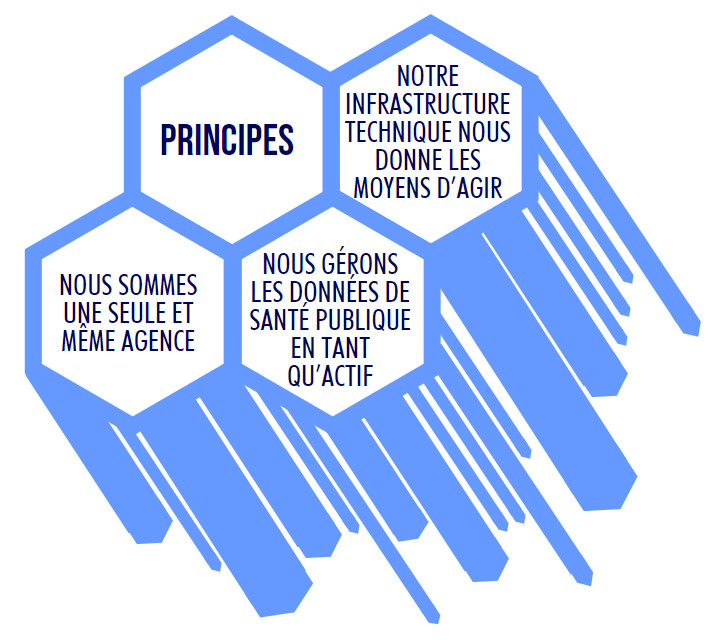 PRINCIPES
NOTRE
INFRASTRUCTURE
TECHNIQUE NOUS
DONNE LES
MOYENS D’AGIR
NOUS SOMMES
UNE SEULE ET
MÊME AGENCE
NOUS GÉRONS
LES DONNÉES DE
SANTÉ PUBLIQUE
EN TANT
QU’ACTIF